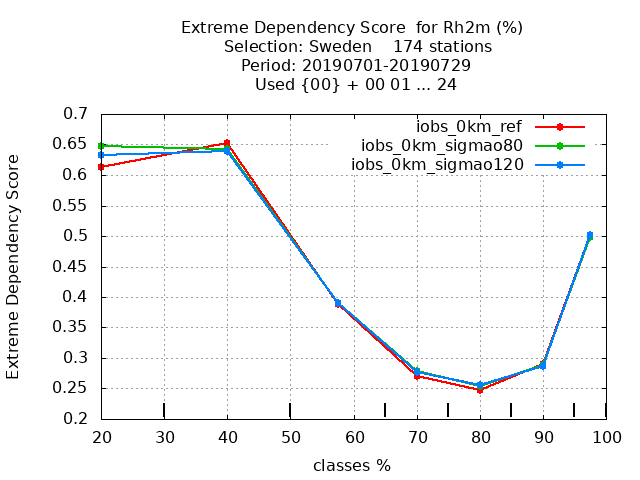 Extreme Dependency Score  for Rh2m (%)
Selection: Sweden    174 stations
Period: 20190701-20190729
Used {00} + 00 01 ... 24
iobs_0km_ref
iobs_0km_sigmao80
iobs_0km_sigmao120
Extreme Dependency Score
0.7
0.65
0.6
0.55
0.5
0.45
0.4
0.35
0.3
0.25
0.2
20 30 40 50 60 70 80 90 100
classes %